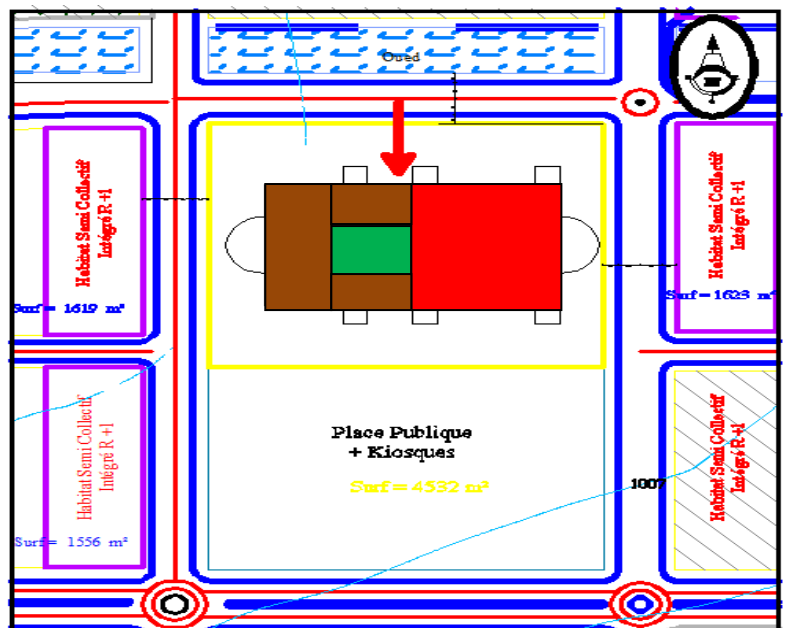 Oued
Habitat Semi Collectif
Intégré R +1
Surf = 1619 m²
Habitat Semi Collectif
Intégré R +1
Surf = 1623 m²
Habitat Semi Collectif
Intégré R +1
Surf = 1556 m²
Place Publique
+ Kiosques
Surf = 4532 m²
1007
Habitat Semi Collectif
Intégré R +1